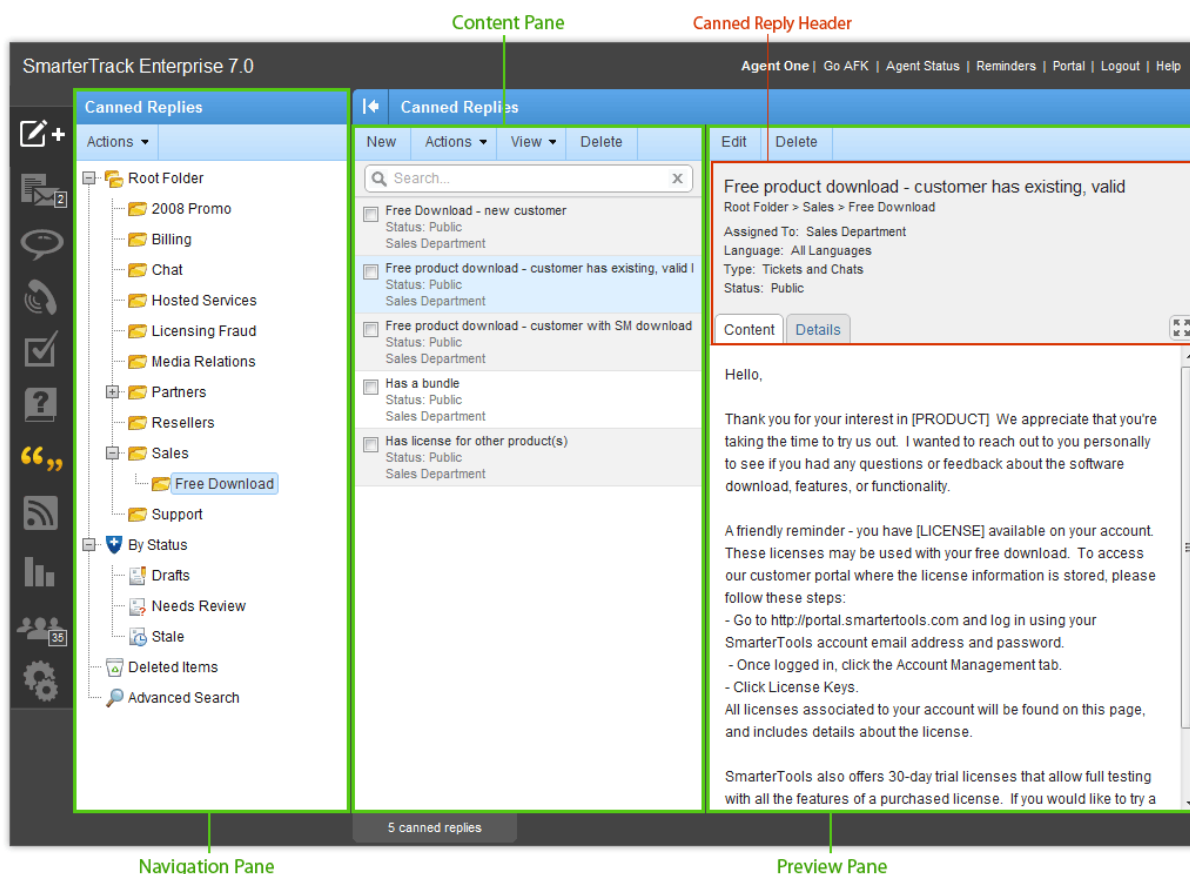 Content Pane
Canned Reply Header
SmarterTrack Enterprise 7.0
Agent One | Go AFK | Agent Status | Reminders | Portal | Logout | Help
Canned Replies
Actions
Root Folder
2008 Promo
Billing
Chat
Hosted Services
Licensing Fraud
Media Relations
Partners
Resellers
Sales
Free Download
Support
By Status
Drafts
Needs Review
Stale
Deleted Items
Advanced Search
2
35
Canned Replies
New Actions View Delete
Search... X
Free Download - new customer
Status: Public
Sales Department
Free product download - customer has existing, valid l
Status: Public
Sales Department
Free product download - customer with SM download
Status: Public
Sales Department
Has a bundle
Status: Public
Sales Department
Has license for other product(s)
Status: Public
Sales Department
5 canned replies
Edit Delete
Free product download - customer has existing, valid
Root Folder > Sales > Free Download
Assigned To: Sales Department
Language: All Languages
Type: Tickets and Chats
Status: Public
Content Details
Hello,
Thank you for your interest in [PRODUCT] We appreciate that you're
taking the time to try us out. I wanted to reach out to you personally
to see if you had any questions or feedback about the software
download, features, or functionality.
A friendly reminder - you have [LICENSE] available on your account.
These licenses may be used with your free download. To access
our customer portal where the license information is stored, please
follow these steps:
- Go to http://portal.smartertools.com and log in using your
SmarterTools account email address and password.
- Once logged in, click the Account Management tab.
- Click License Keys.
All licenses associated to your account will be found on this page,
and includes details about the license.
SmarterTools also offers 30-day trial licenses that allow full testing
with all the features of a purchased license. If you would like to try a
Navigation Pane
Preview Pane